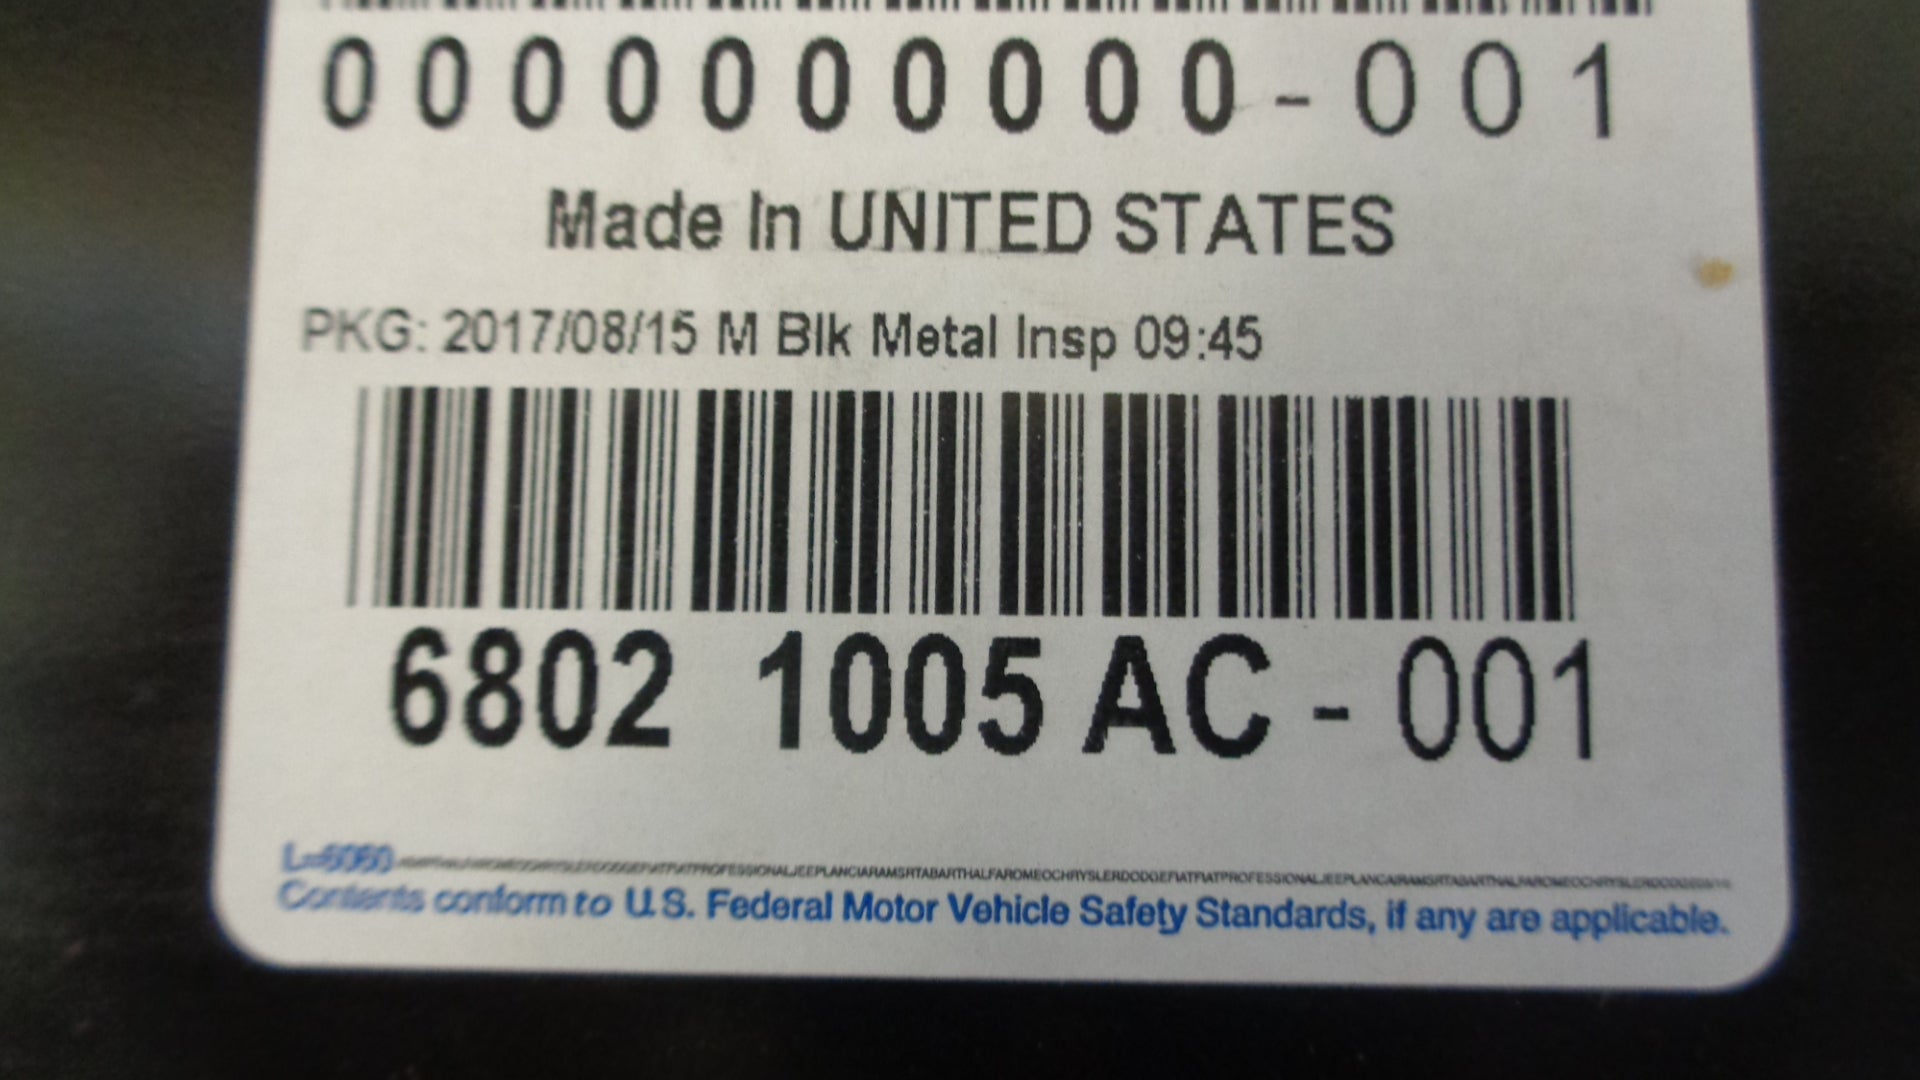 0000000000-001
Made In UNITED STATES
PKG: 2017/08/15 M Blk Metal Insp 09:45
6802 1005 AC - 001
L=6060
Contents conform to U.S. Federal Motor Vehicle Safety Standards, if any are applicable.